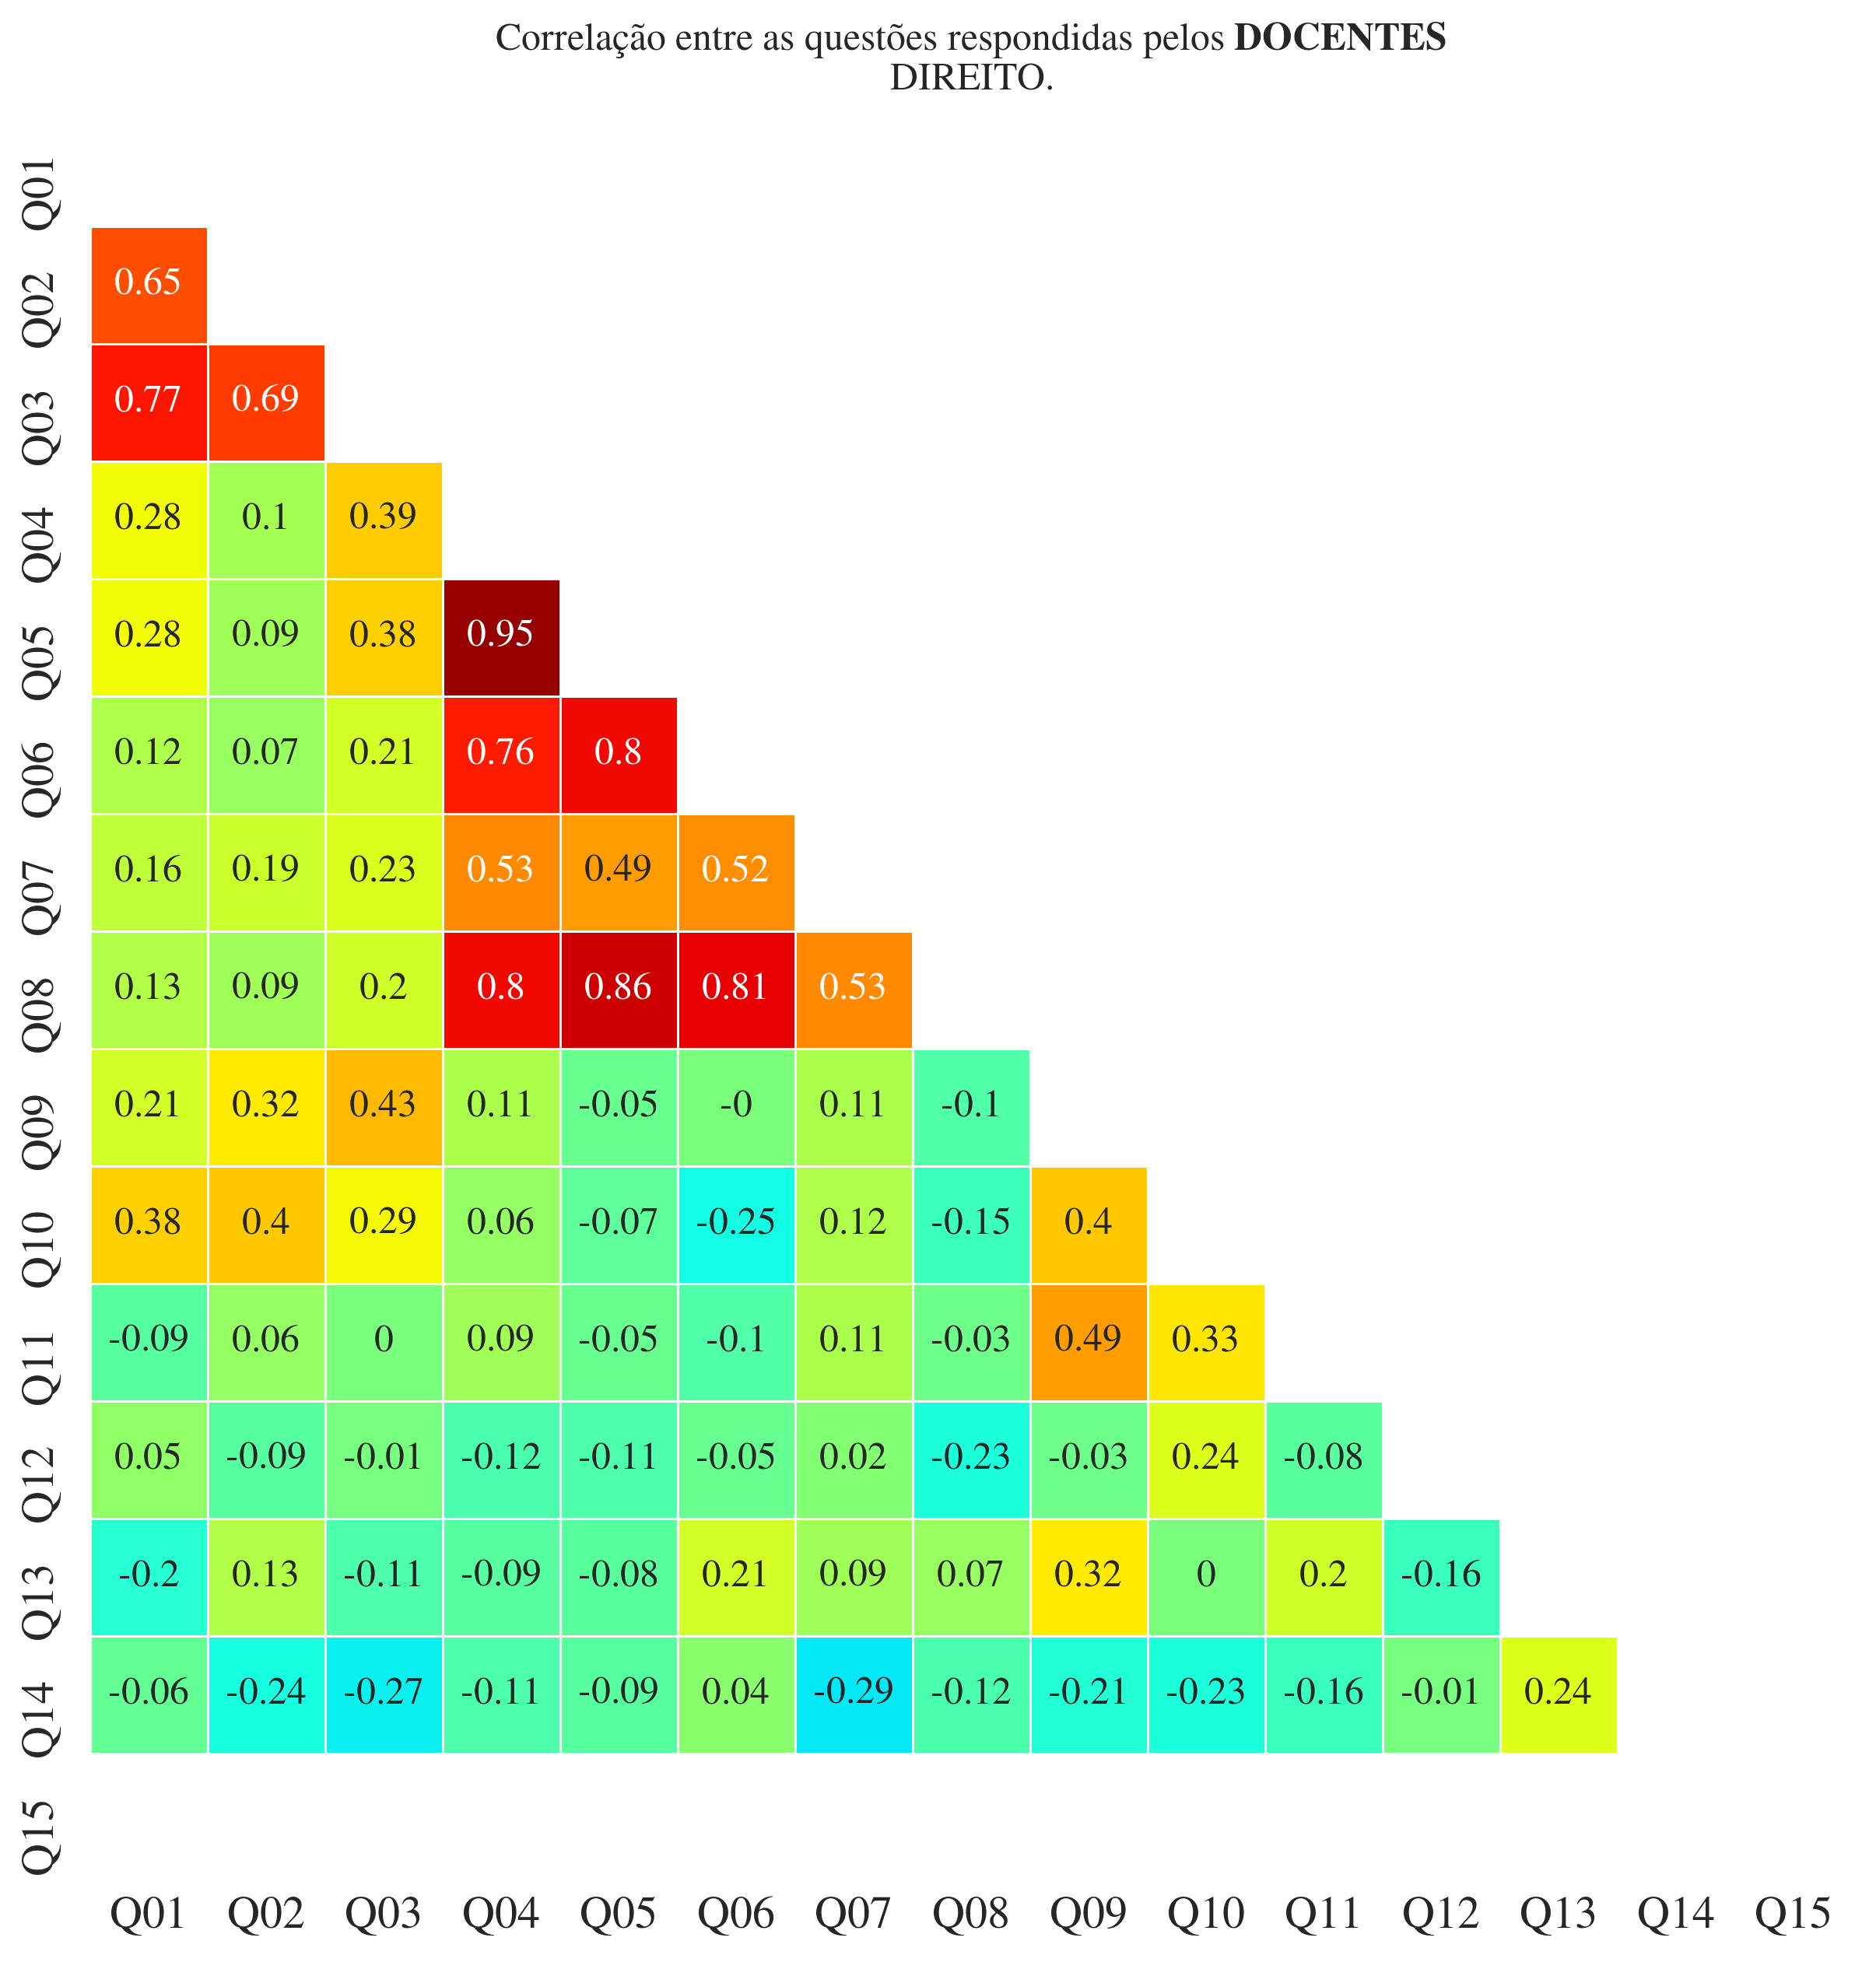 Correlação entre as questões respondidas pelos DOCENTES
DIREITO.
Q01
Q02 0.65
Q03 0.77 0.69
Q04 0.28 0.1 0.39
Q05 0.28 0.09 0.38 0.95
Q06 0.12 0.07 0.21 0.76 0.8
Q07 0.16 0.19 0.23 0.53 0.49 0.52
Q08 0.13 0.09 0.2 0.8 0.86 0.81 0.53
Q09 0.21 0.32 0.43 0.11 -0.05 -0 0.11 -0.1
Q10 0.38 0.4 0.29 0.06 -0.07 -0.25 0.12 -0.15 0.4
Q11 -0.09 0.06 0 0.09 -0.05 -0.1 0.11 -0.03 0.49 0.33
Q12 0.05 -0.09 -0.01 -0.12 -0.11 -0.05 0.02 -0.23 -0.03 0.24 -0.08
Q13 -0.2 0.13 -0.11 -0.09 -0.08 0.21 0.09 0.07 0.32 0 0.2 -0.16
Q14 -0.06 -0.24 -0.27 -0.11 -0.09 0.04 -0.29 -0.12 -0.21 -0.23 -0.16 -0.01 0.24
Q15
Q01 Q02 Q03 Q04 Q05 Q06 Q07 Q08 Q09 Q10 Q11 Q12 Q13 Q14 Q15